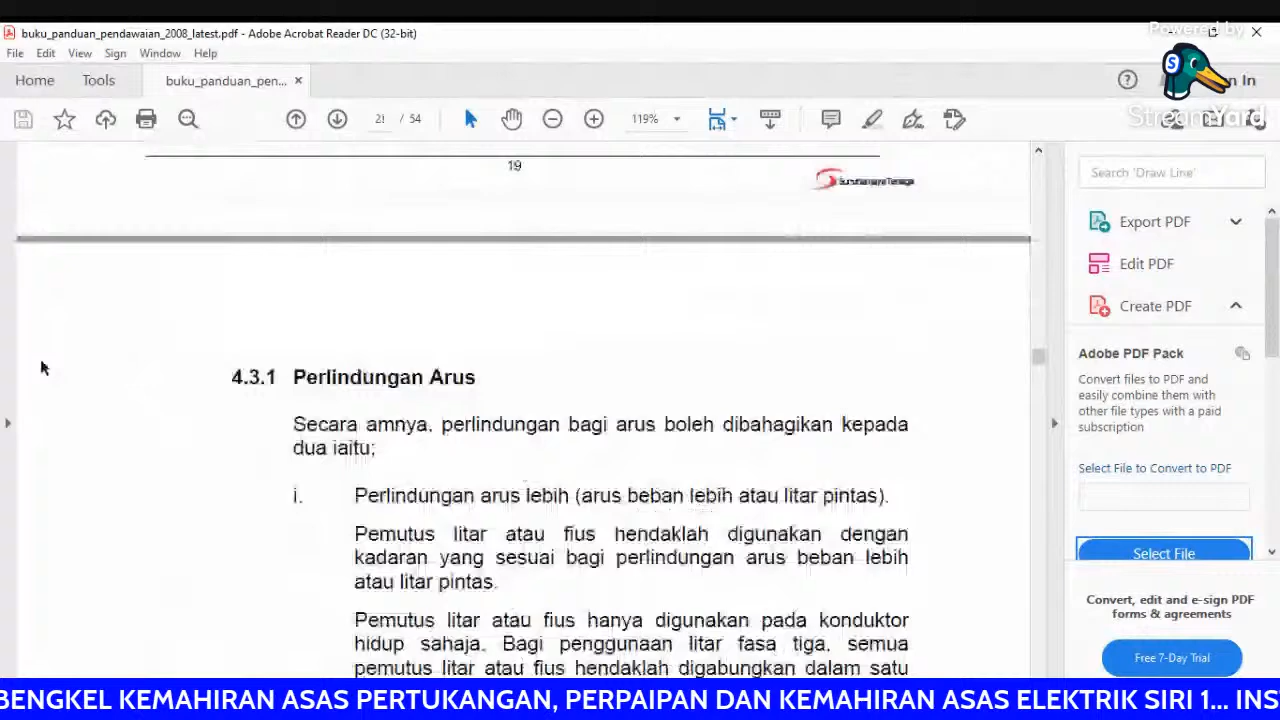 Powered by
buku_panduan_pendawaian_2008_latest.pdf - Adobe Acrobat Reader DC (32-bit)
File Edit View Sign Window Help
Home Tools buku_panduan_pen... In
StreamYard
21 / 54 119%
19
Suruhanjaya Tenaga
Search 'Draw Line'
Export PDF
Edit PDF
Create PDF
Adobe PDF Pack
Convert files to PDF and
easily combine them with
other file types with a paid
subscription
Select File to Convert to PDF
Select File
Convert, edit and e-sign PDF
forms & agreements
Free 7-Day Trial
4.3.1 Perlindungan Arus
Secara amnya, perlindungan bagi arus boleh dibahagikan kepada
dua iaitu;
i. Perlindungan arus lebih (arus beban lebih atau litar pintas).
Pemutus litar atau fius hendaklah digunakan dengan
kadaran yang sesuai bagi perlindungan arus beban lebih
atau litar pintas.
Pemutus litar atau fius hanya digunakan pada konduktor
hidup sahaja. Bagi penggunaan litar fasa tiga, semua
pemutus litar atau fius hendaklah digabungkan dalam satu
BENGKEL KEMAHIRAN ASAS PERTUKANGAN, PERPAIPAN DAN KEMAHIRAN ASAS ELEKTRIK SIRI 1... INS